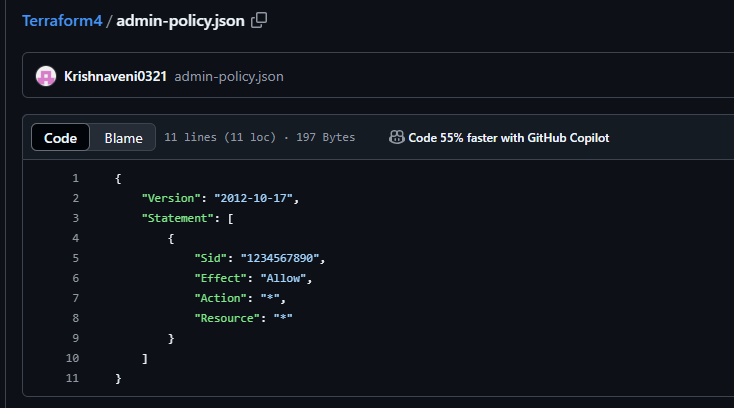 Terraform4 / admin-policy.json
Krishnaveni0321 admin-policy.json
Code Blame 11 lines (11 loc) · 197 Bytes Code 55% faster with GitHub Copilot
1 {
2 "Version": "2012-10-17",
3 "Statement": [
4 {
5 "Sid": "1234567890",
6 "Effect": "Allow",
7 "Action": "*",
8 "Resource": "*"
9 }
10 ]
11 }